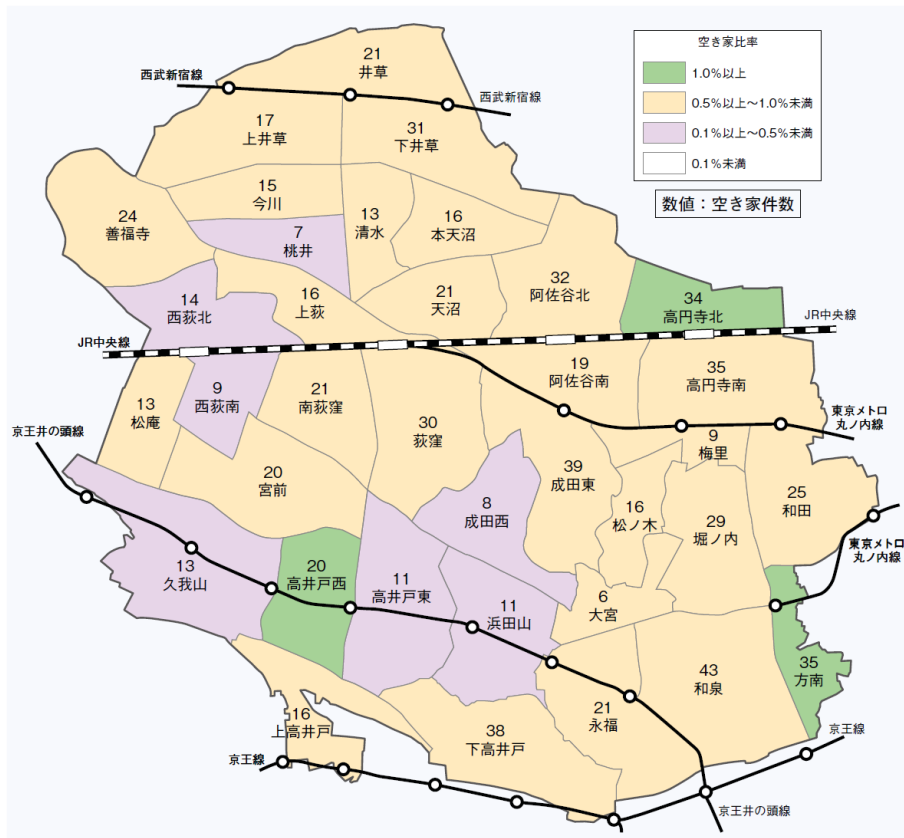 空き家比率
1.0%以上
0.5%以上~1.0%未満
0.1%以上~0.5%未満
0.1%未満
数値：空き家件数
21
井草
西武新宿線
西武新宿線
17
上井草
31
下井草
15
今川
13
清水
16
本天沼
24
善福寺
7
桃井
14
西荻北
16
上荻
21
天沼
32
阿佐谷北
34
高円寺北
JR中央線
JR中央線
13
松庵
9
西荻南
21
南荻窪
30
荻窪
19
阿佐谷南
35
高円寺南
東京メトロ
丸ノ内線
京王井の頭線
20
宮前
8
成田西
39
成田東
16
松ノ木
9
梅里
29
堀ノ内
25
和田
東京メトロ
丸ノ内線
13
久我山
20
高井戸西
11
高井戸東
11
浜田山
6
大宮
43
和泉
35
方南
16
上高井戸
38
下高井戸
21
永福
京王線
京王線
京王井の頭線